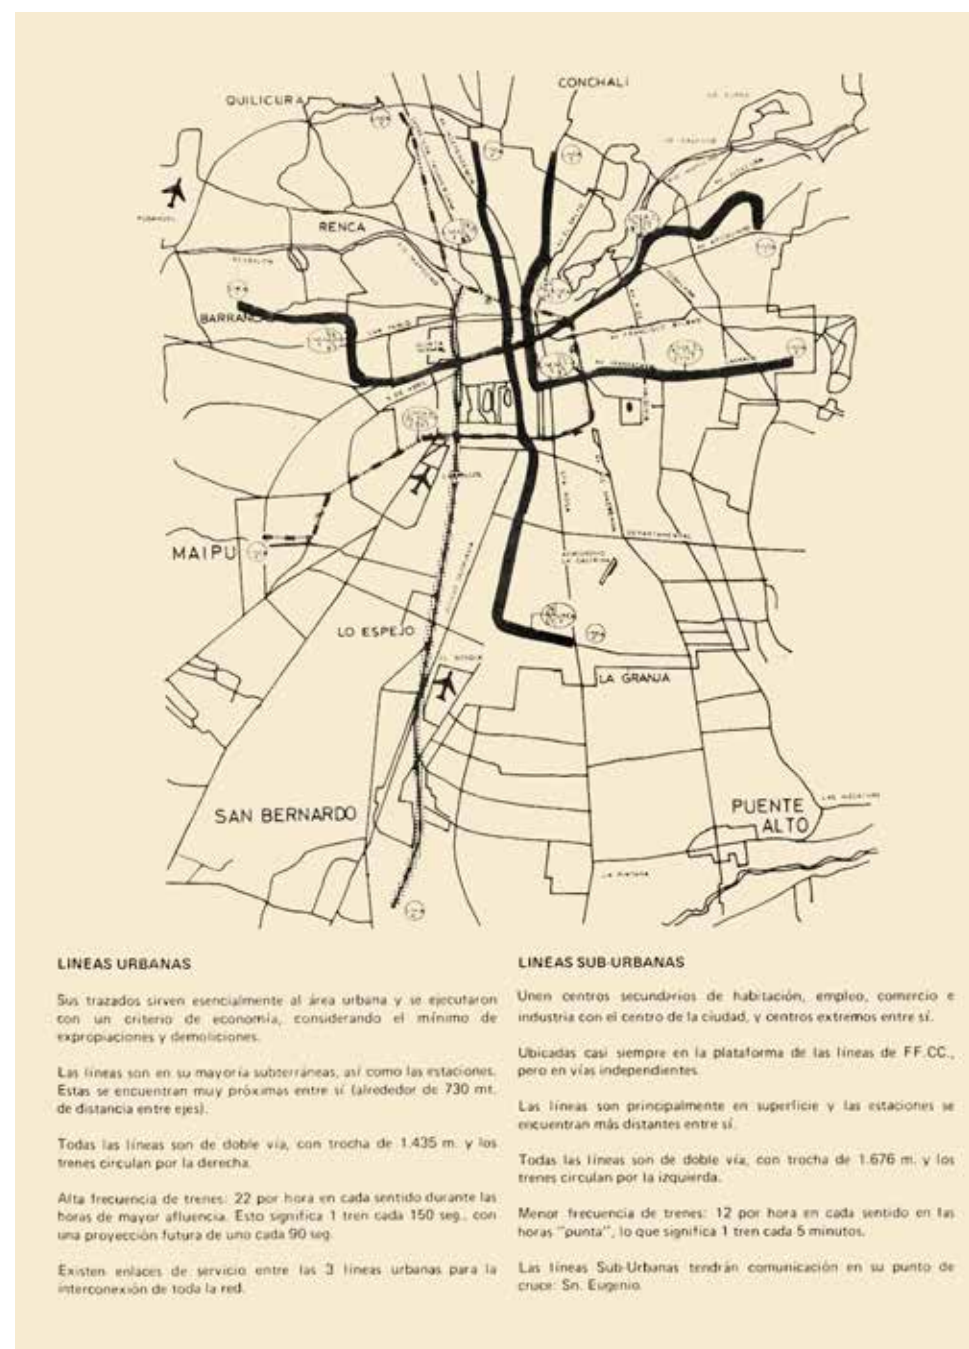 CONCHALI
QUILICURA
RENCA
BARRANCAS
MAIPU
LO ESPEJO
LA GRANJA
SAN BERNARDO
PUENTE
ALTO
DEPARTAMENTAL
LINEAS URBANAS
Sus trazados sirven esencialmente al área urbana y se ejecutaron
con un criterio de economía, considerando el mínimo de
expropiaciones y demoliciones.
Las líneas son en su mayoría subterráneas, así como las estaciones.
Estas se encuentran muy próximas entre sí (alrededor de 730 mt.
de distancia entre ejes).
Todas las líneas son de doble vía, con trocha de 1.435 m. y los
trenes circulan por la derecha.
Alta frecuencia de trenes: 22 por hora en cada sentido durante las
horas de mayor afluencia. Esto significa 1 tren cada 150 seg., con
una proyección futura de uno cada 90 seg.
Existen enlaces de servicio entre las 3 líneas urbanas para la
interconexión de toda la red.
LINEAS SUB-URBANAS
Unen centros secundarios de habitación, empleo, comercio e
industria con el centro de la ciudad, y centros extremos entre sí.
Ubicadas casi siempre en la plataforma de las líneas de FF.CC.,
pero en vías independientes.
Las líneas son principalmente en superficie y las estaciones se
encuentran más distantes entre sí.
Todas las líneas son de doble vía, con trocha de 1.676 m. y los
trenes circulan por la izquierda.
Menor frecuencia de trenes: 12 por hora en cada sentido en las
horas "punta", lo que significa 1 tren cada 5 minutos.
Las líneas Sub-Urbanas tendrán comunicación en su punto de
cruce: Sn. Eugenio.